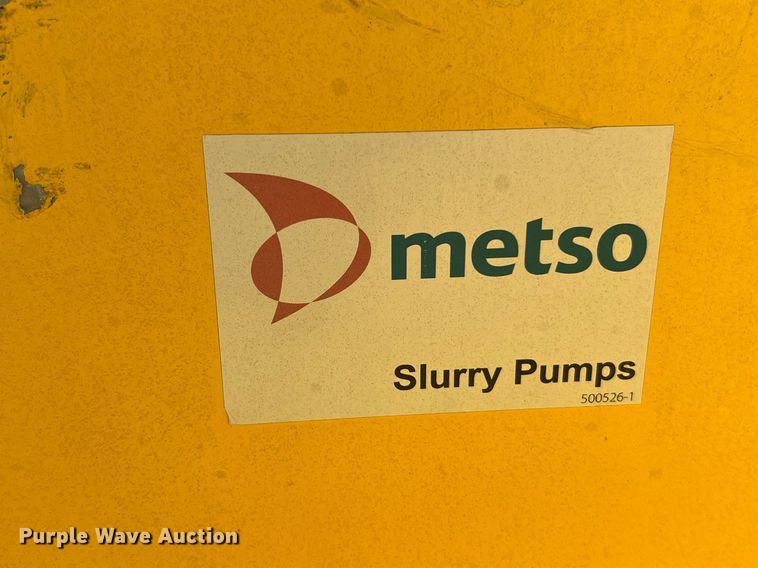 metso
Slurry Pumps
500526-1
Purple Wave Auction